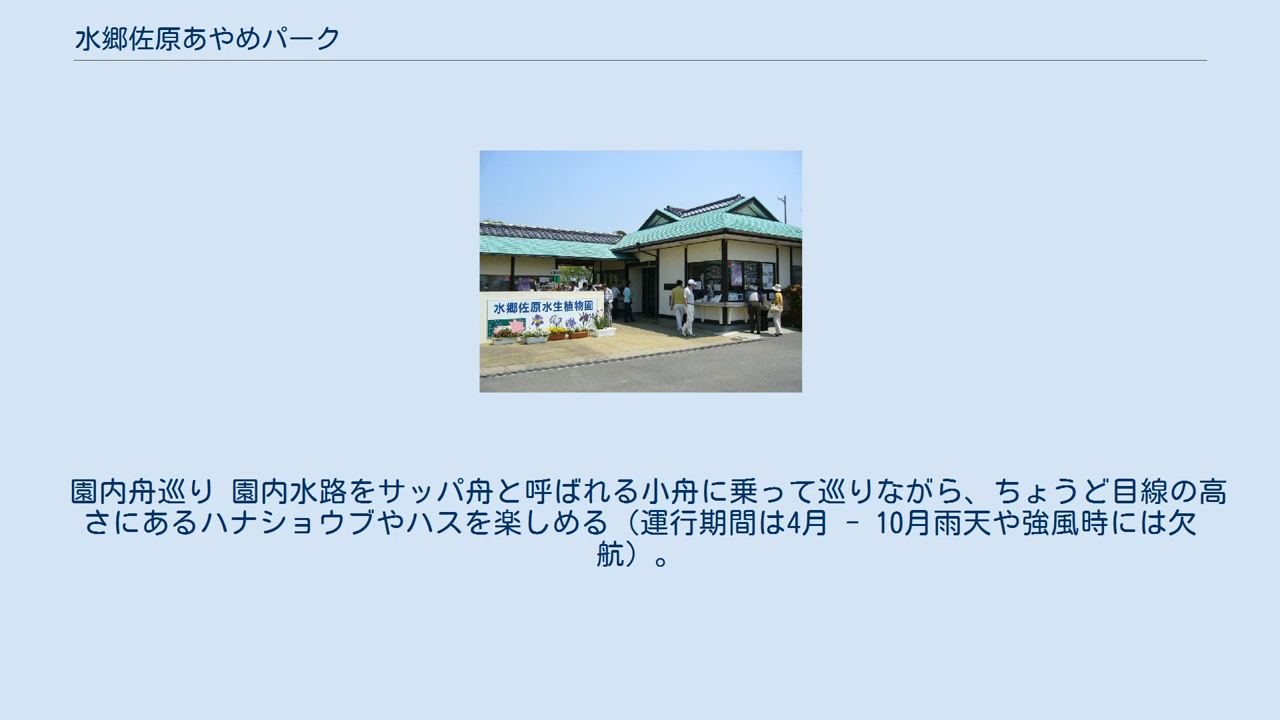 水郷佐原あやめパーク
水郷佐原水生植物園
園内舟巡り 園内水路をサッパ舟と呼ばれる小舟に乗って巡りながら、ちょうど目線の高
さにあるハナショウブやハスを楽しめる（運行期間は4月 - 10月雨天や強風時には欠
航）。